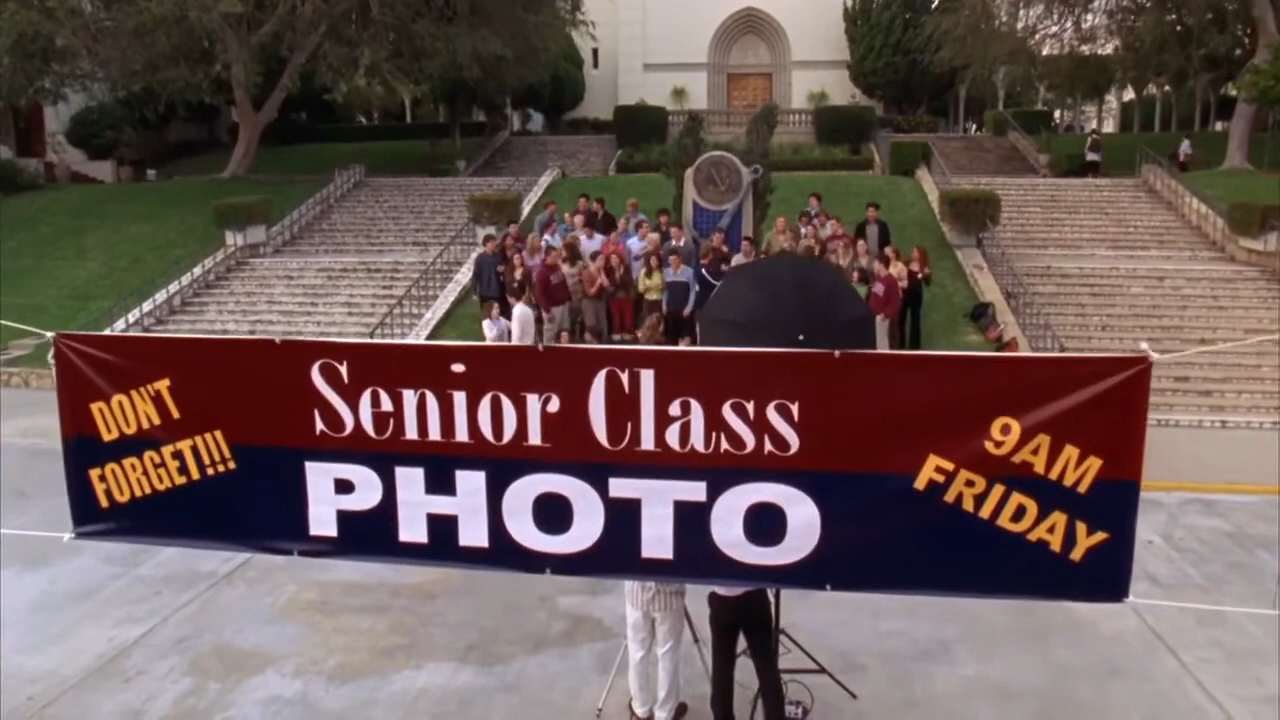 DON'T
FORGET!!!
Senior Class
PHOTO
9AM
FRIDAY